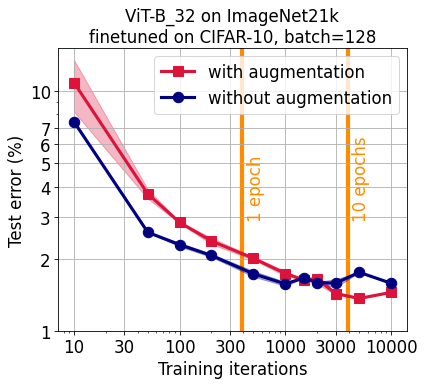 ViT-B_32 on ImageNet21k
finetuned on CIFAR-10, batch=128
with augmentation
without augmentation
1 epoch
10 epochs
Test error (%)
10
7
6
5
4
3
2
1
10 30 100 300 1000 3000 10000
Training iterations